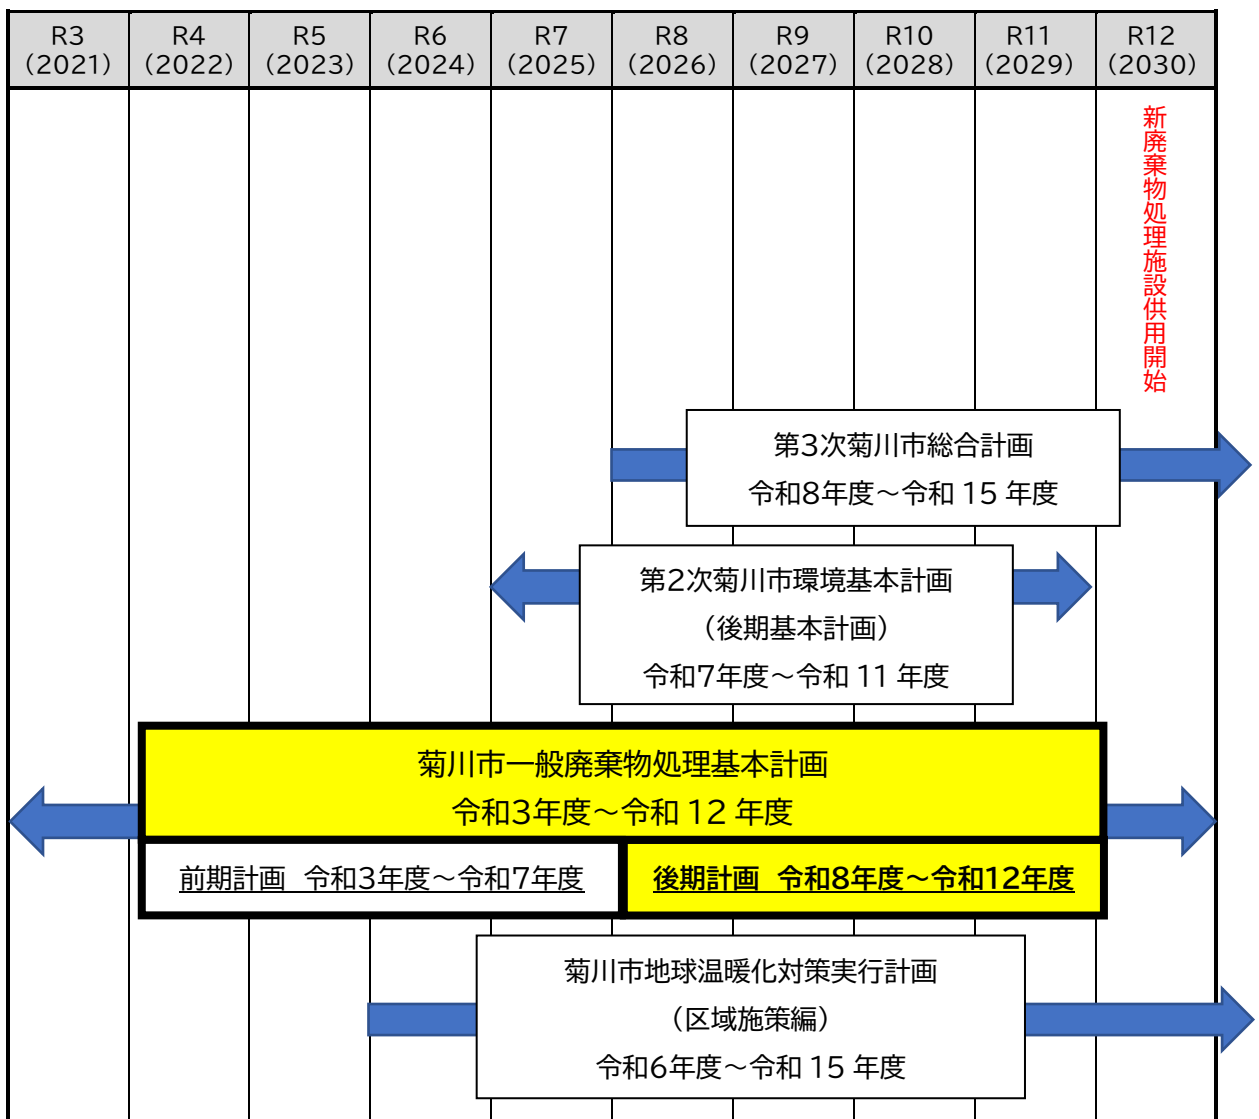 R3
（2021）
R4
（2022）
R5
（2023）
R6
（2024）
R7
（2025）
R8
（2026）
R9
（2027）
R10
（2028）
R11
（2029）
R12
（2030）
新廃棄物処理施設供用開始
第3次菊川市総合計画
令和8年度～令和 15 年度
第2次菊川市環境基本計画
（後期基本計画）
令和7年度～令和 11 年度
菊川市一般廃棄物処理基本計画
令和3年度～令和 12 年度
前期計画　令和3年度～令和7年度
後期計画　令和8年度～令和12年度
菊川市地球温暖化対策実行計画
（区域施策編）
令和6年度～令和 15 年度